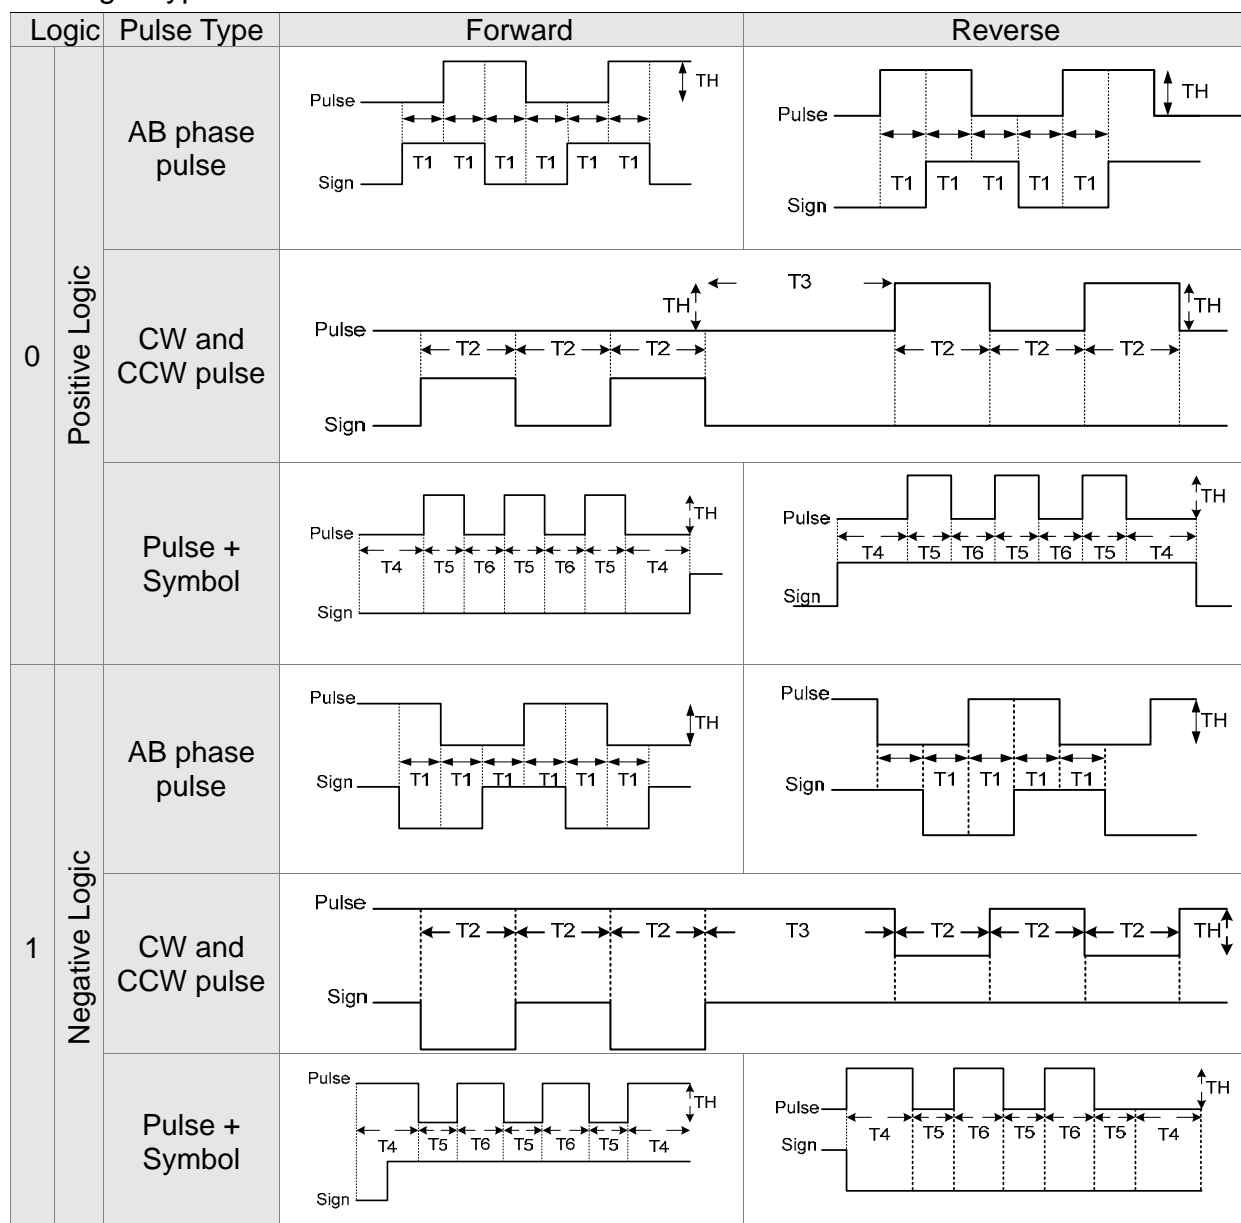 Logic Pulse Type Forward Reverse
0
Positive Logic
AB phase
pulse
Pulse
TH
T1 T1 T1 T1 T1 T1
Sign
Pulse
TH
T1 T1 T1 T1 T1
Sign
CW and
CCW pulse
Pulse
TH
T3
TH
T2 T2 T2 T2 T2 T2
Sign
Pulse +
Symbol
Pulse
TH
T4 T5 T6 T5 T6 T5 T4
Sign
Pulse
TH
T4 T5 T6 T5 T6 T5 T4
Sign
1
Negative Logic
AB phase
pulse
Pulse
TH
Sign
T1 T1 T1 T1 T1 T1
Pulse
TH
Sign
T1 T1 T1 T1
CW and
CCW pulse
Pulse
T2 T2 T2 T3 T2 T2 T2 TH
Sign
Pulse +
Symbol
Pulse
TH
T4 T5 T6 T5 T6 T5 T4
Sign
Pulse
TH
T4 T5 T6 T5 T6 T5 T4
Sign